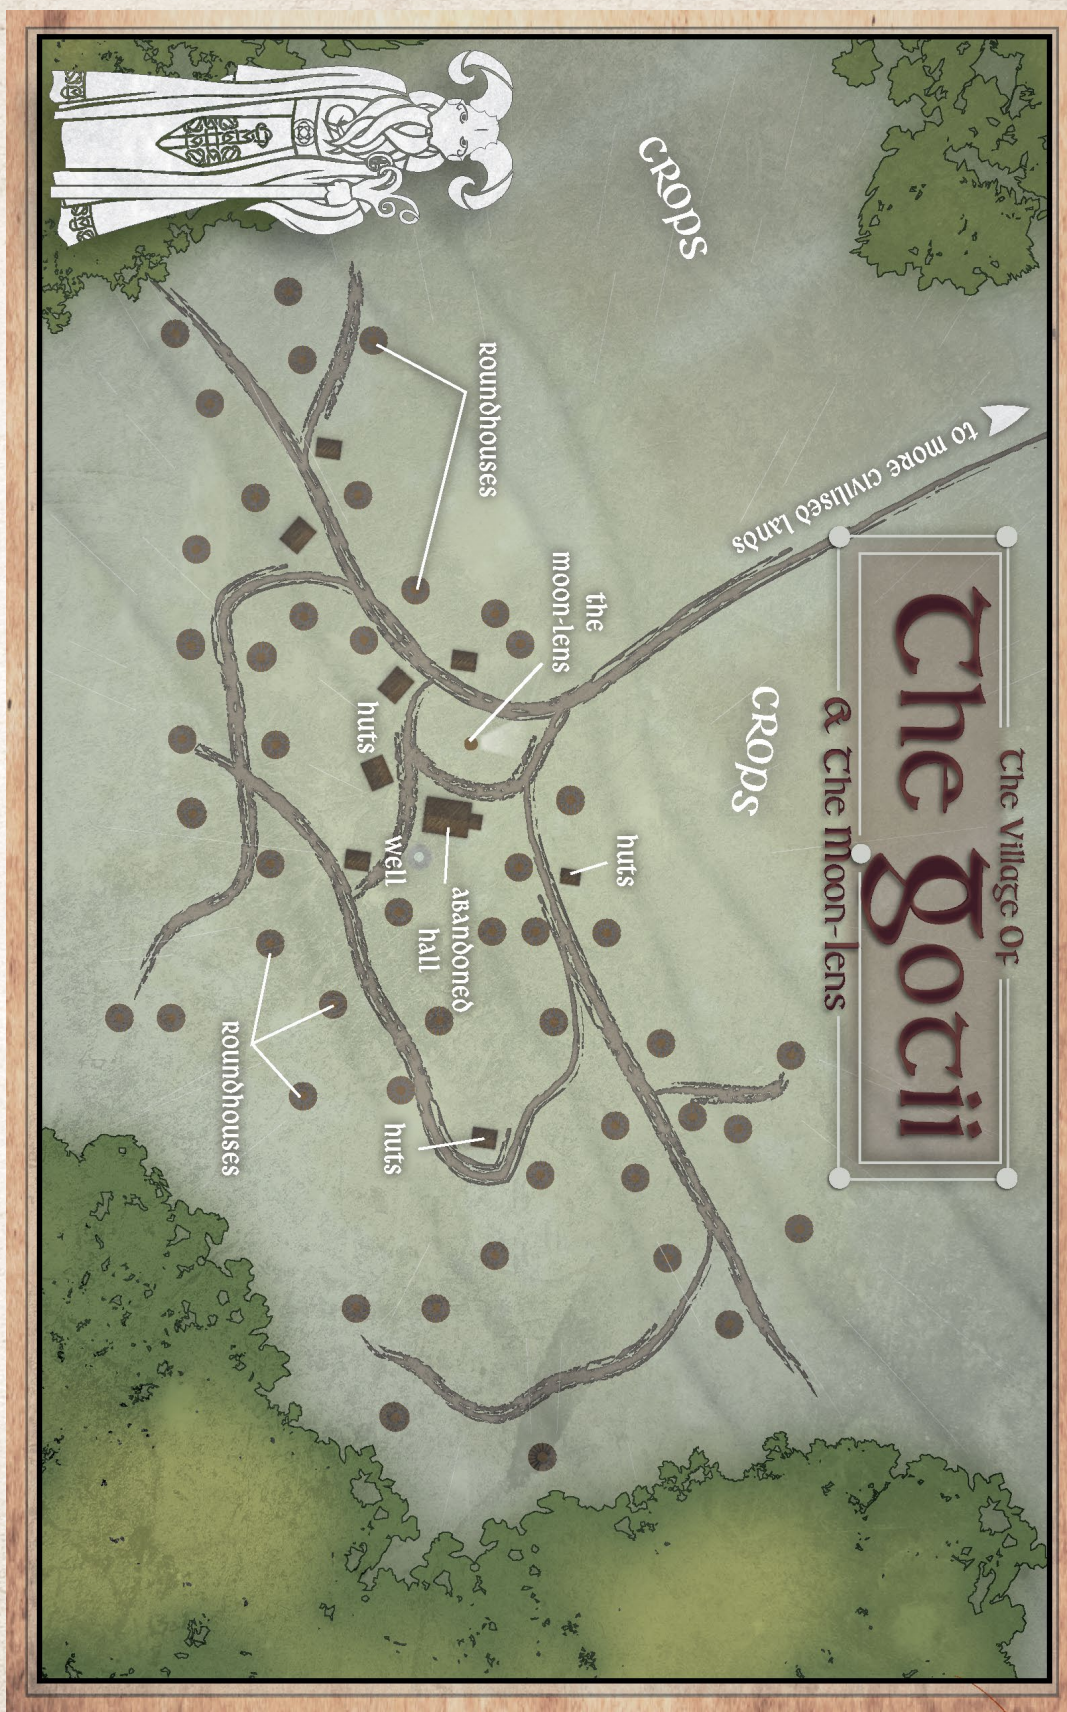 The Village Of
The Gotii
& The Moon-lens
to more civilised lands
crops
crops
Roundhouses
the
moon-lens
huts
huts
well
abandoned
hall
huts
Roundhouses